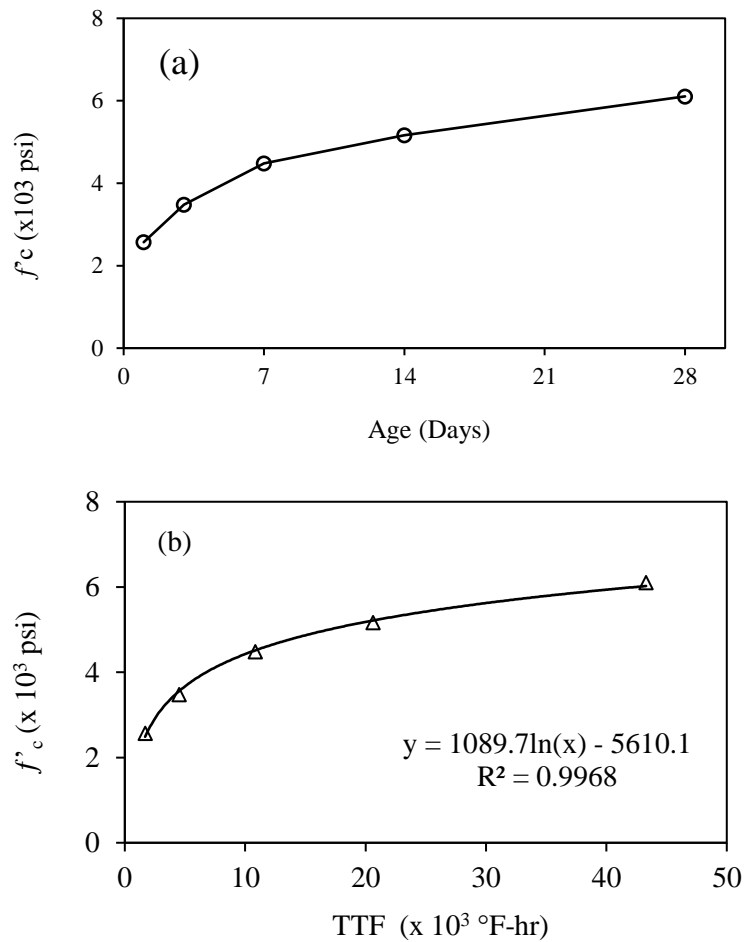 8
(a)
6
4
2
0
f'c (x103 psi)
0 7 14 21 28
Age (Days)
8
(b)
6
4
y = 1089.7ln(x) - 5610.1
R² = 0.9968
2
0
f'c (x 10³ psi)
0 10 20 30 40 50
TTF (x 10³ °F-hr)